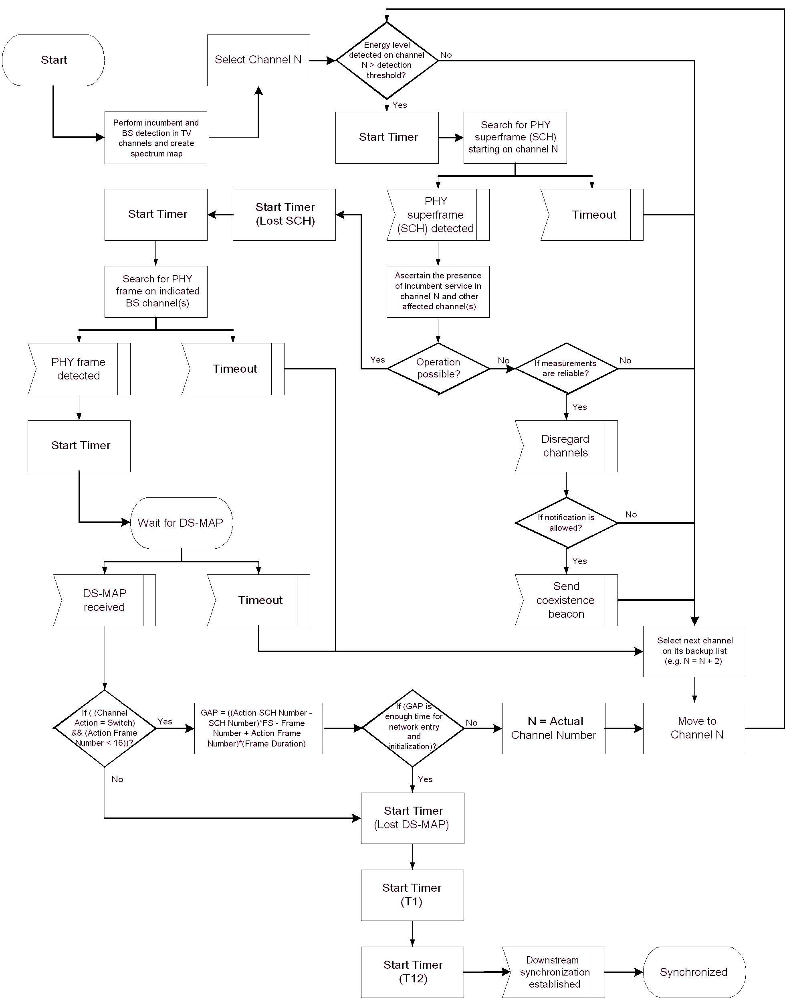 Start
Select Channel N
Energy level
detected on channel
N > detection
threshold?
No
Yes
Perform incumbent and
BS detection in TV
channels and create
spectrum map
Start Timer
Search for PHY
superframe (SCH)
starting on channel N
Start Timer
Start Timer
(Lost SCH)
PHY
superframe
(SCH) detected
Timeout
Search for PHY
frame on indicated
BS channel(s)
Ascertain the presence
of incumbent service in
channel N and other
affected channel(s)
PHY frame
detected
Timeout
Yes
Operation
possible?
No
If measurements
are reliable?
No
Yes
Start Timer
Disregard
channels
Wait for DS-MAP
If notification is
allowed?
No
Yes
DS-MAP
received
Timeout
Send
coexistence
beacon
Select next channel
on its backup list
(e.g. N = N + 2)
If ( (Channel
Action = Switch)
&& (Action Frame
Number < 16))?
Yes
No
GAP = ((Action SCH Number -
SCH Number)*FS - Frame
Number + Action Frame
Number)*(Frame Duration)
If (GAP is
enough time for
network entry
and
initialization)?
No
Yes
N = Actual
Channel Number
Move to
Channel N
Start Timer
(Lost DS-MAP)
Start Timer
(T1)
Start Timer
(T12)
Downstream
synchronization
established
Synchronized